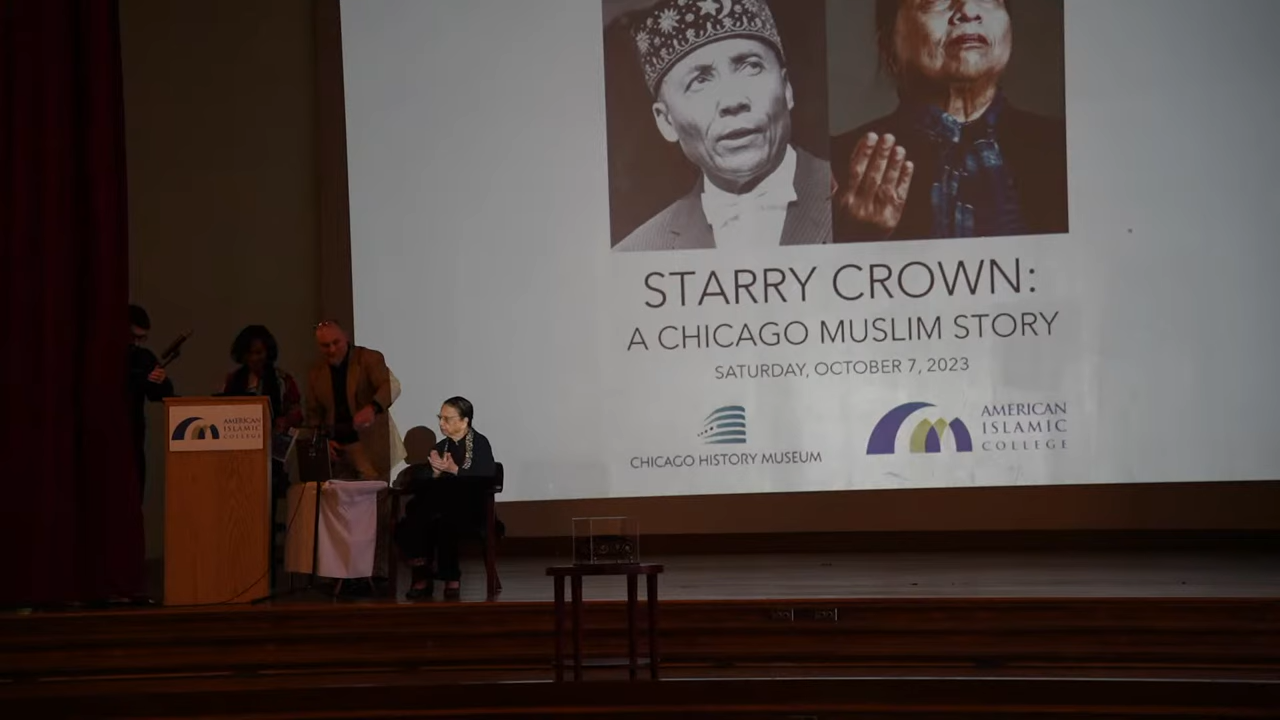 STARRY CROWN:
A CHICAGO MUSLIM STORY
SATURDAY, OCTOBER 7, 2023
CHICAGO HISTORY MUSEUM
AMERICAN
ISLAMIC
COLLEGE
AMERICAN
ISLAMIC
COLLEGE